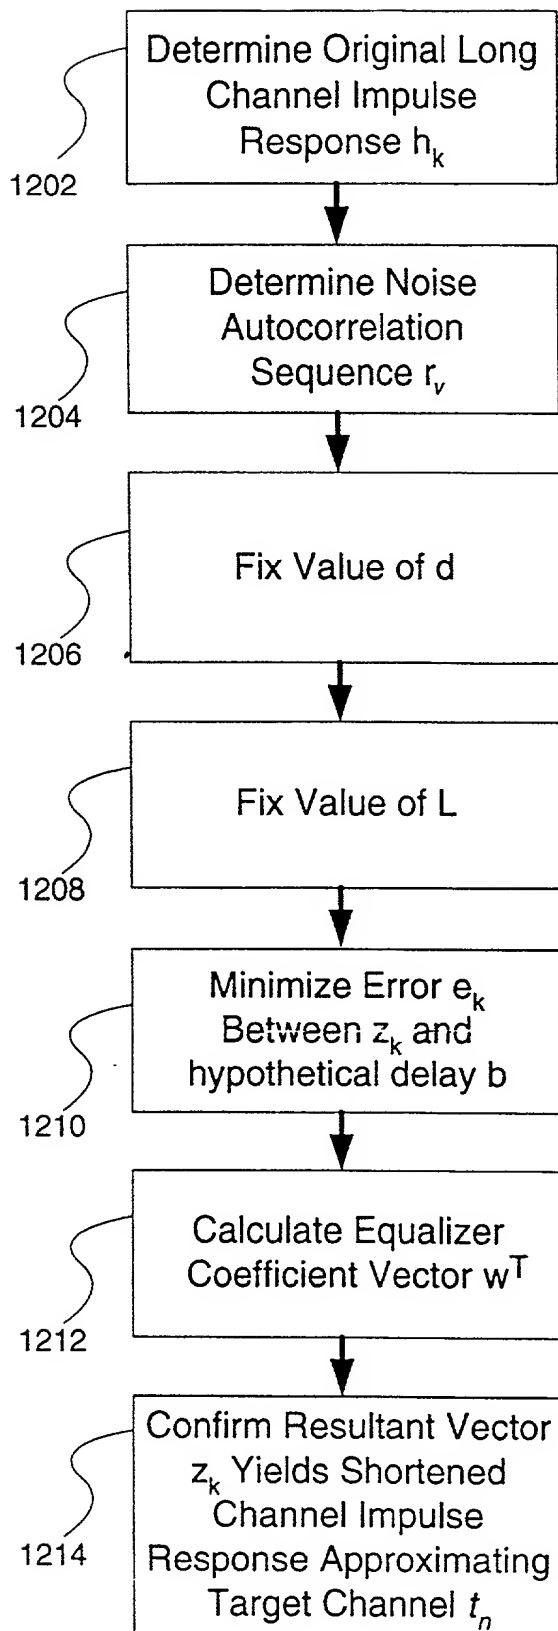 Determine Original Long
Channel Impulse
Response h_k
1202
Determine Noise
Autocorrelation
Sequence r_v
1204
Fix Value of d
1206
Fix Value of L
1208
Minimize Error e_k
Between z_k and
hypothetical delay b
1210
Calculate Equalizer
Coefficient Vector w^T
1212
Confirm Resultant Vector
z_k Yields Shortened
Channel Impulse
Response Approximating
Target Channel t_n
1214